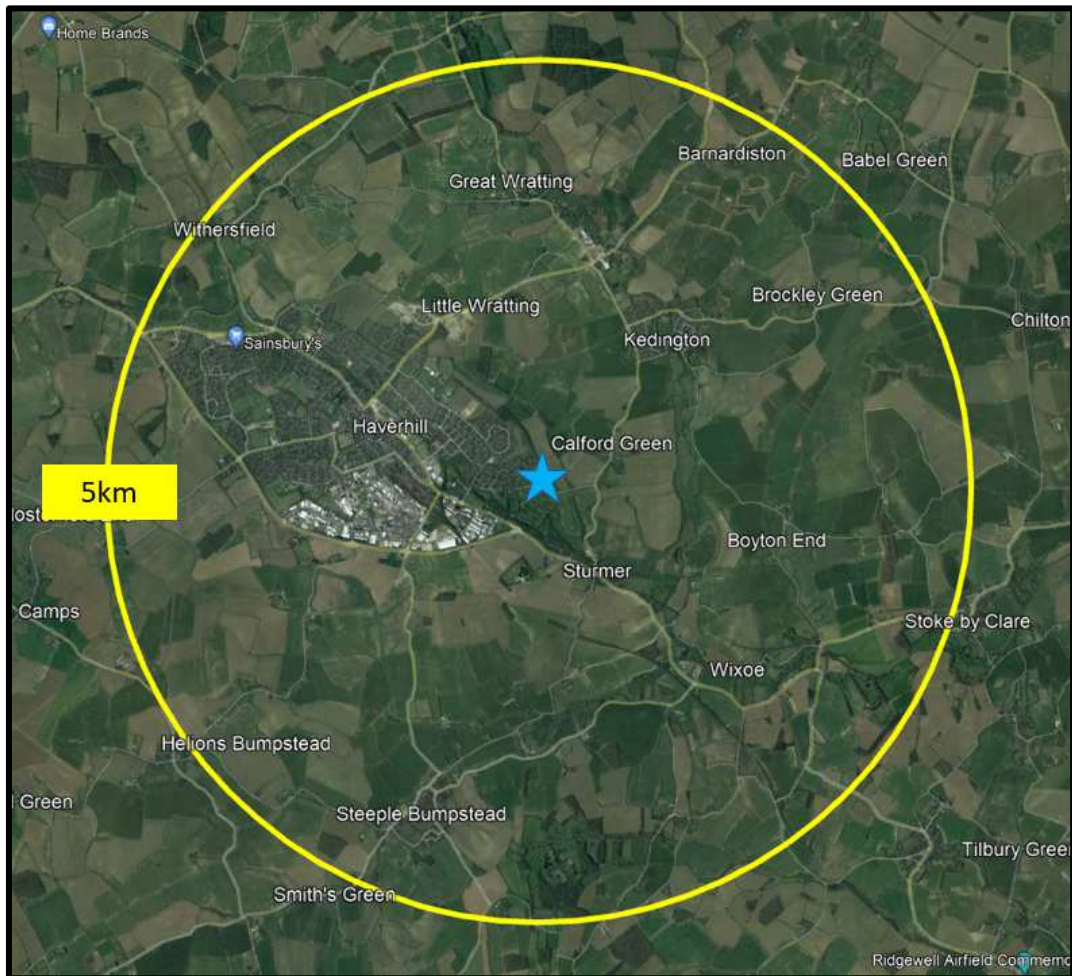 Home Brands
Barnardiston
Babel Green
Great Wratting
Withersfield
Brockley Green
Little Wratting
Chilton
Sainsbury's
Kedington
Haverhill
Calford Green
5km
Boyton End
Sturmer
Camps
Stoke by Clare
Wixoe
Helions Bumpstead
Green
Steeple Bumpstead
Tilbury Green
Smith's Green
Ridgewell Airfield Commemo